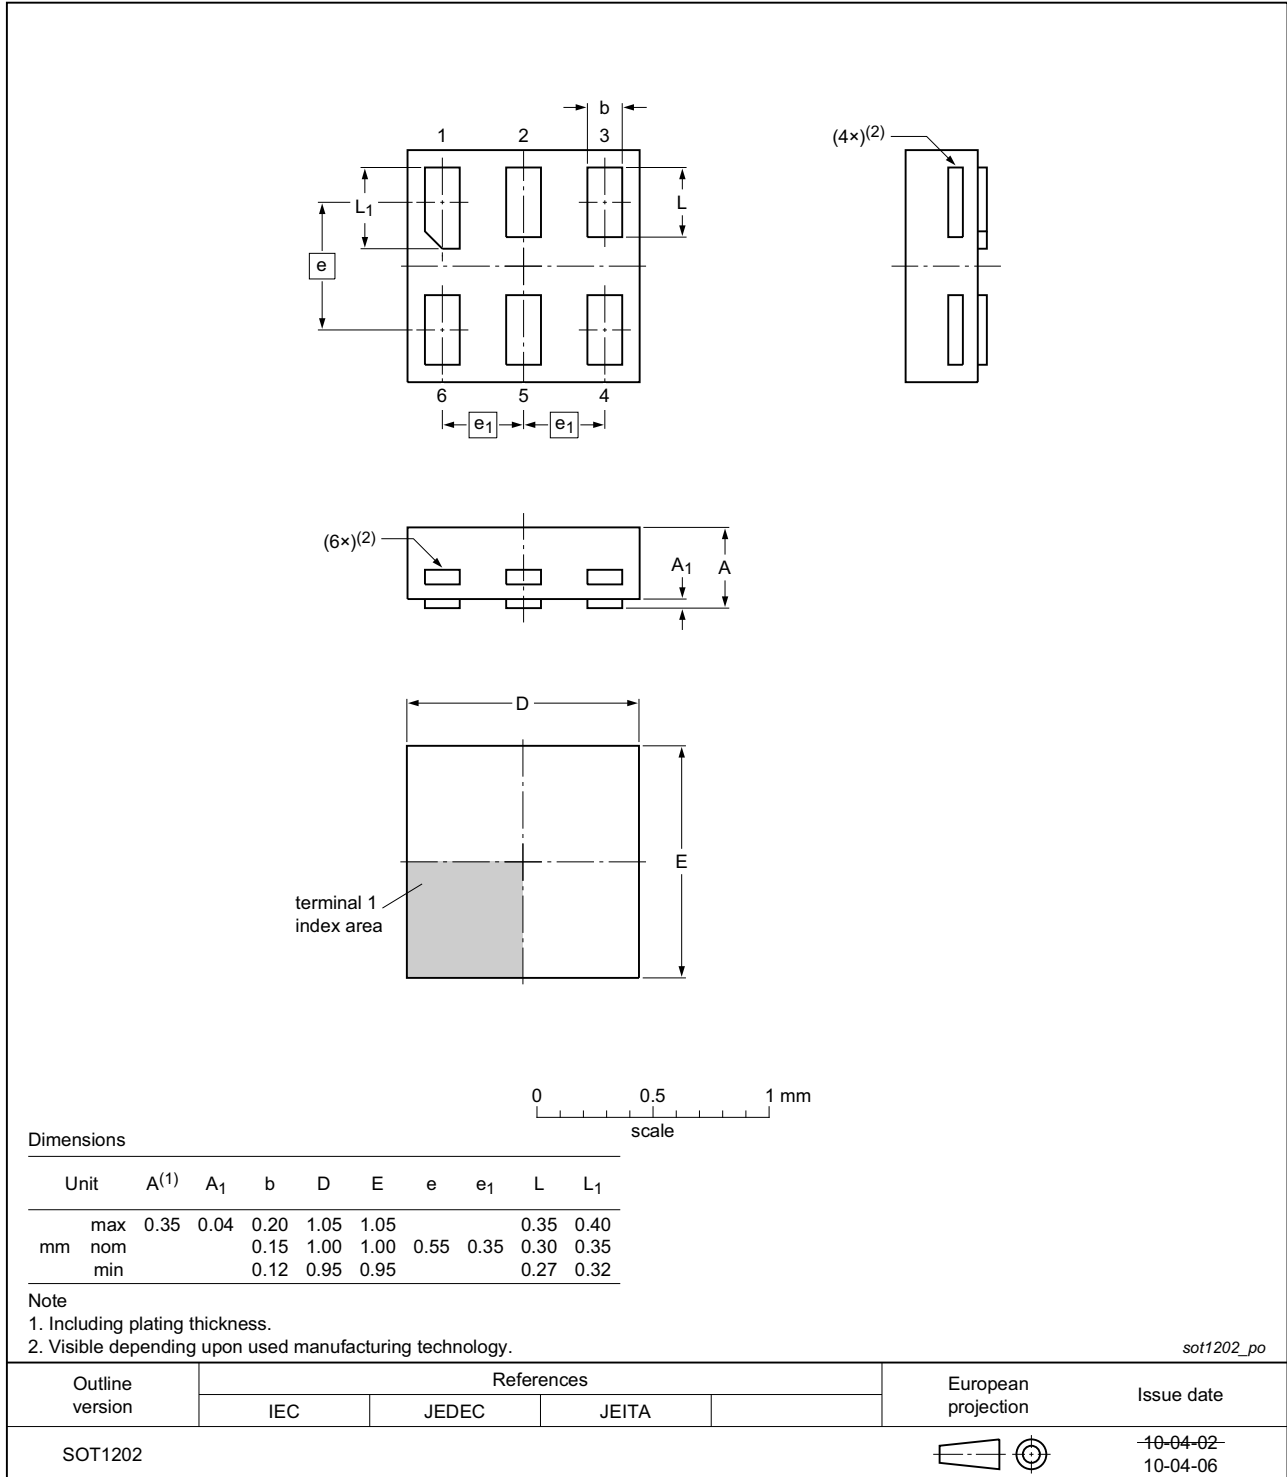 b
1 2 3
(4×)(2)
L1
L
e
6 5 4
e1 e1
(6×)(2)
A1 A
D
E
terminal 1
index area
0 0.5 1 mm
scale
Dimensions
Unit A(1) A1 b D E e e1 L L1
max 0.35 0.04 0.20 1.05 1.05 0.35 0.40
mm nom 0.15 1.00 1.00 0.55 0.35 0.30 0.35
min 0.12 0.95 0.95 0.27 0.32
Note
1. Including plating thickness.
2. Visible depending upon used manufacturing technology.
sot1202_po
Outline
version
References
IEC JEDEC JEITA
European
projection
Issue date
SOT1202
10-04-02
10-04-06